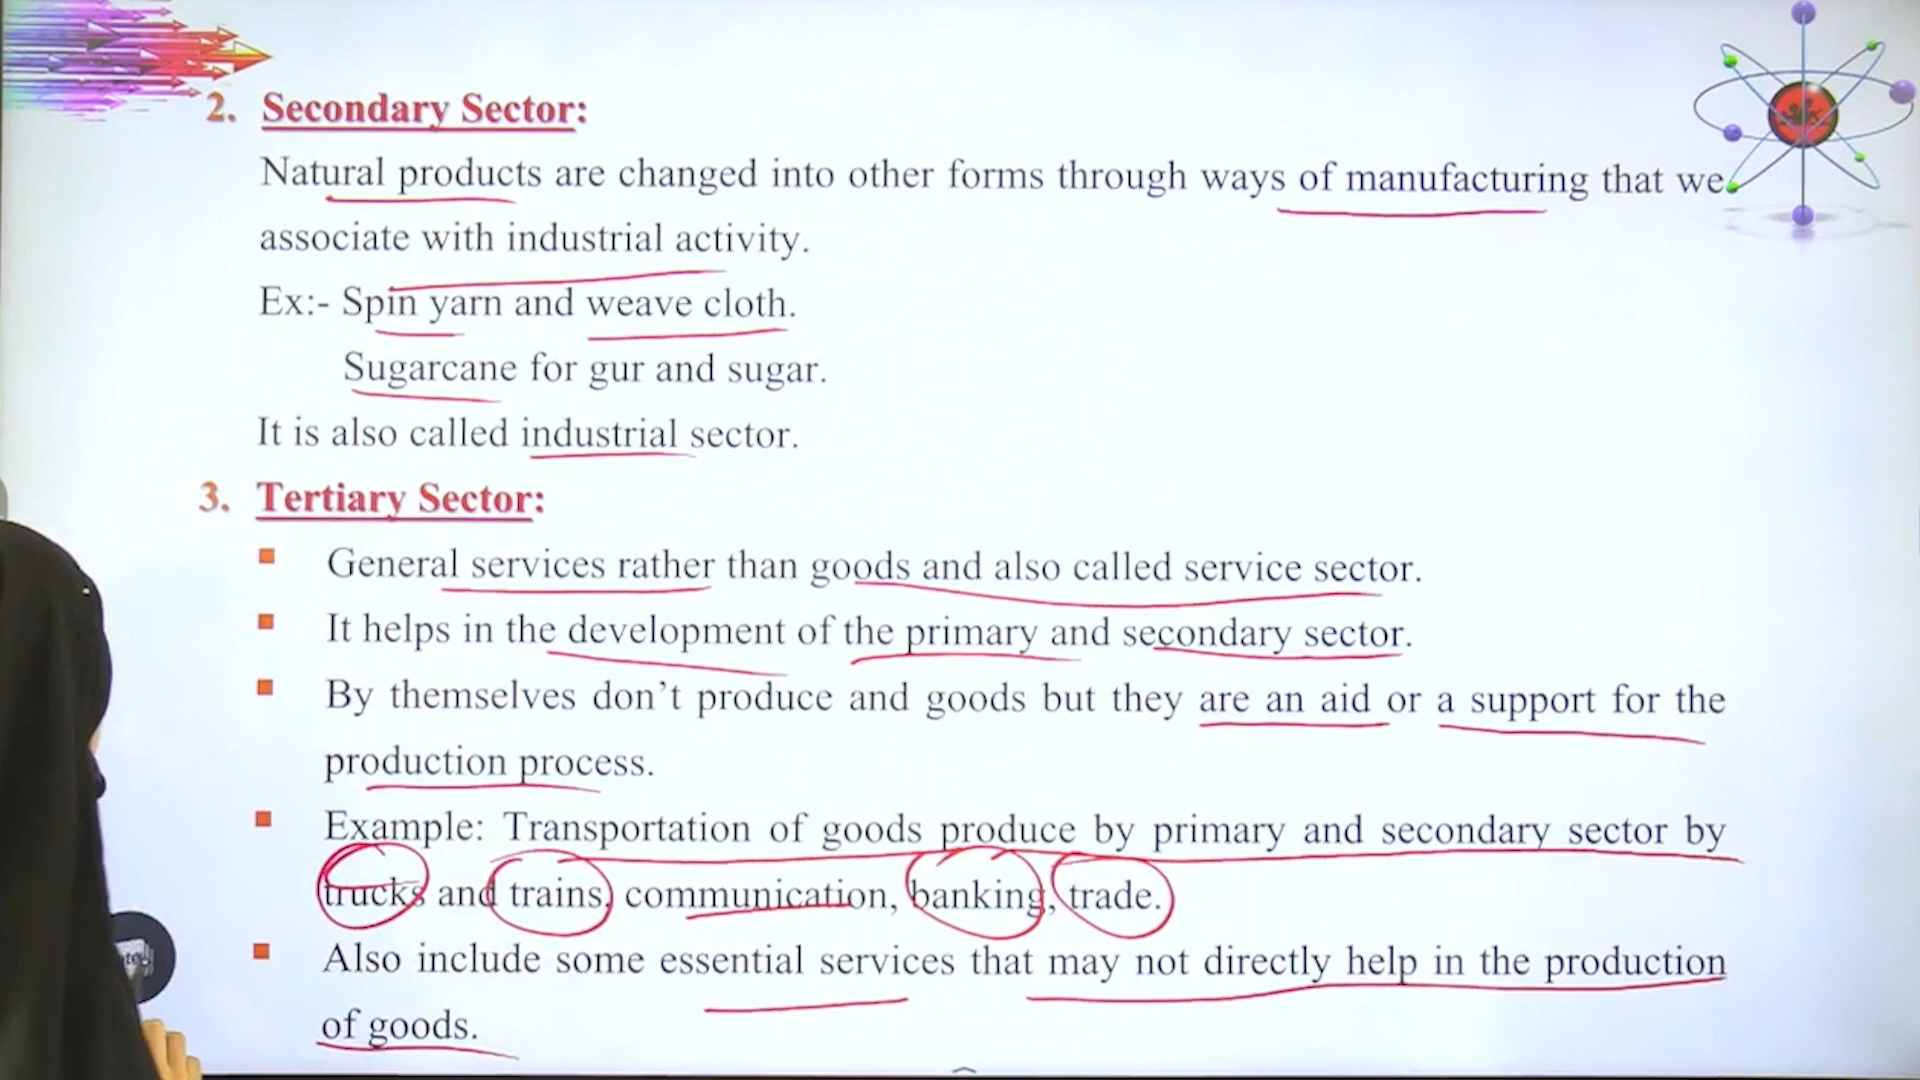 2. Secondary Sector:
Natural products are changed into other forms through ways of manufacturing that we
associate with industrial activity.
Ex:- Spin yarn and weave cloth.
Sugarcane for gur and sugar.
It is also called industrial sector.
3. Tertiary Sector:
General services rather than goods and also called service sector.
It helps in the development of the primary and secondary sector.
By themselves don't produce and goods but they are an aid or a support for the
production process.
Example: Transportation of goods produce by primary and secondary sector by
trucks and trains, communication, banking, trade.
Also include some essential services that may not directly help in the production
of goods.